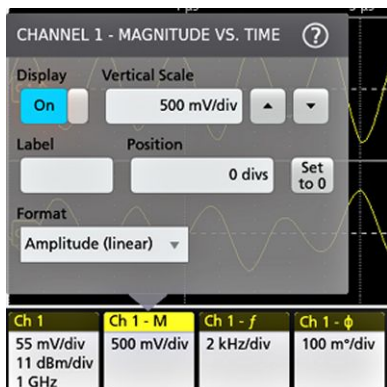 CHANNEL 1 - MAGNITUDE VS. TIME ?
Display Vertical Scale
On 500 mV/div
Label Position
0 divs Set to 0
Format
Amplitude (linear)
Ch 1 Ch 1 - M Ch 1 - f Ch 1 - ϕ
55 mV/div 500 mV/div 2 kHz/div 100 m°/div
11 dBm/div
1 GHz